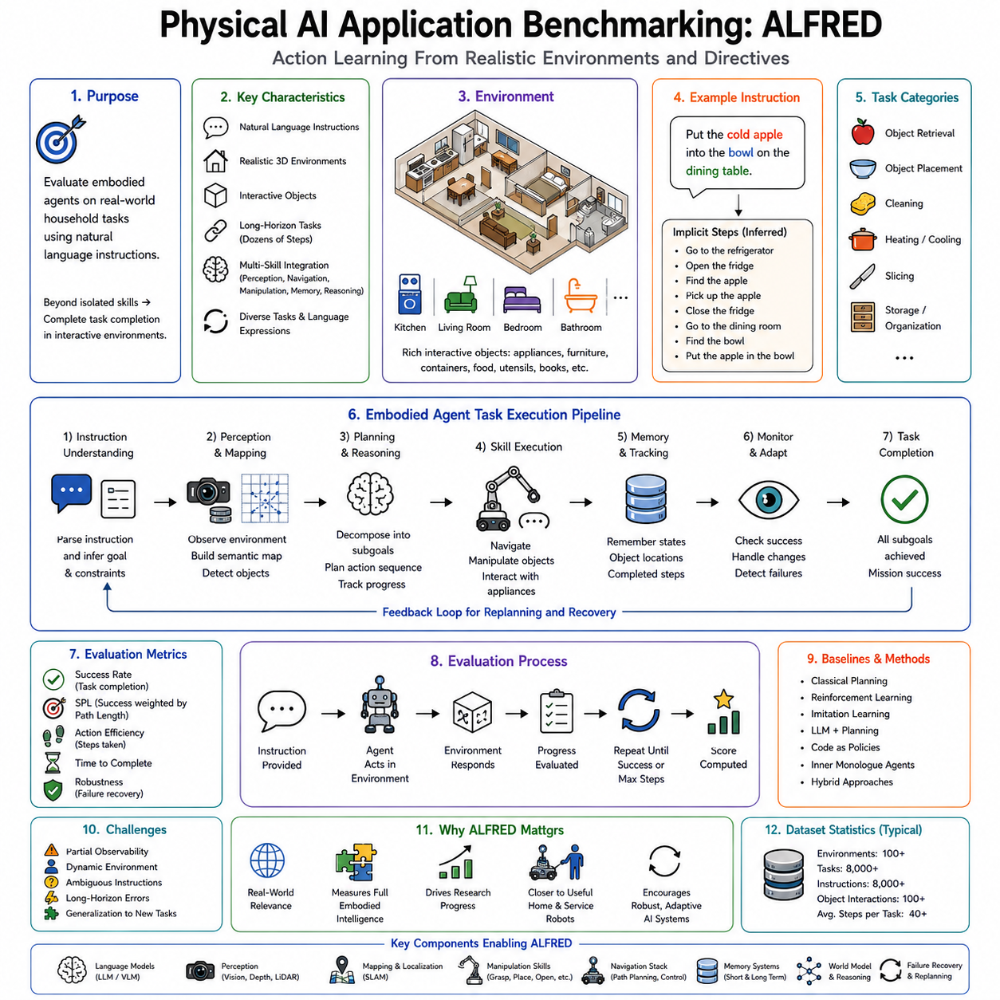 Physical AI Application Benchmarking: ALFRED
Action Learning From Realistic Environments and Directives
1. Purpose
Evaluate embodied
agents on real-world
household tasks
using natural
language instructions.
Beyond isolated skills →
Complete task completion
in interactive environments.
2. Key Characteristics
Natural Language Instructions
Realistic 3D Environments
Interactive Objects
Long-Horizon Tasks
(Dozens of Steps)
Multi-Skill Integration
(Perception, Navigation,
Manipulation, Memory, Reasoning)
Diverse Tasks & Language
Expressions
3. Environment
Kitchen
Living Room
Bedroom
Bathroom
...
Rich interactive objects: appliances, furniture,
containers, food, utensils, books, etc.
4. Example Instruction
Put the cold apple
into the bowl on the
dining table.
Implicit Steps (Inferred)
• Go to the refrigerator
• Open the fridge
• Find the apple
• Pick up the apple
• Close the fridge
• Go to the dining room
• Find the bowl
• Put the apple in the bowl
5. Task Categories
Object Retrieval
Object Placement
Cleaning
Heating / Cooling
Slicing
Storage /
Organization
...
6. Embodied Agent Task Execution Pipeline
1) Instruction
Understanding
Parse instruction
and infer goal
& constraints
2) Perception
& Mapping
Observe environment
Build semantic map
Detect objects
3) Planning
& Reasoning
Decompose into
subgoals
Plan action sequence
Track progress
4) Skill Execution
Navigate
Manipulate objects
Interact with
appliances
5) Memory
& Tracking
Remember states
Object locations
Completed steps
6) Monitor
& Adapt
Check success
Handle changes
Detect failures
7) Task
Completion
All subgoals
achieved
Mission success
Feedback Loop for Replanning and Recovery
7. Evaluation Metrics
Success Rate
(Task completion)
SPL (Success weighted by
Path Length)
Action Efficiency
(Steps taken)
Time to Complete
Robustness
(Failure recovery)
8. Evaluation Process
Instruction
Provided
Agent
Acts in
Environment
Environment
Responds
Progress
Evaluated
Repeat Until
Success or
Max Steps
Score
Computed
9. Baselines & Methods
• Classical Planning
• Reinforcement Learning
• Imitation Learning
• LLM + Planning
• Code as Policies
• Inner Monologue Agents
• Hybrid Approaches
10. Challenges
Partial Observability
Dynamic Environment
Ambiguous Instructions
Long-Horizon Errors
Generalization to New Tasks
11. Why ALFRED Mattgrs
Real-World
Relevance
Measures Full
Embodied
Intelligence
Drives Research
Progress
Closer to Useful
Home & Service
Robots
Encourages
Robust, Adaptive
AI Systems
12. Dataset Statistics (Typical)
Environments: 100+
Tasks: 8,000+
Instructions: 8,000+
Object Interactions: 100+
Avg. Steps per Task: 40+
Key Components Enabling ALFRED
Language Models
(LLM / VLM)
Perception
(Vision, Depth, LiDAR)
Mapping & Localization
(SLAM)
Manipulation Skills
(Grasp, Place, Open, etc.)
Navigation Stack
(Path Planning, Control)
Memory Systems
(Short & Long Term)
World Model
& Reasoning
Failure Recovery
& Replanning